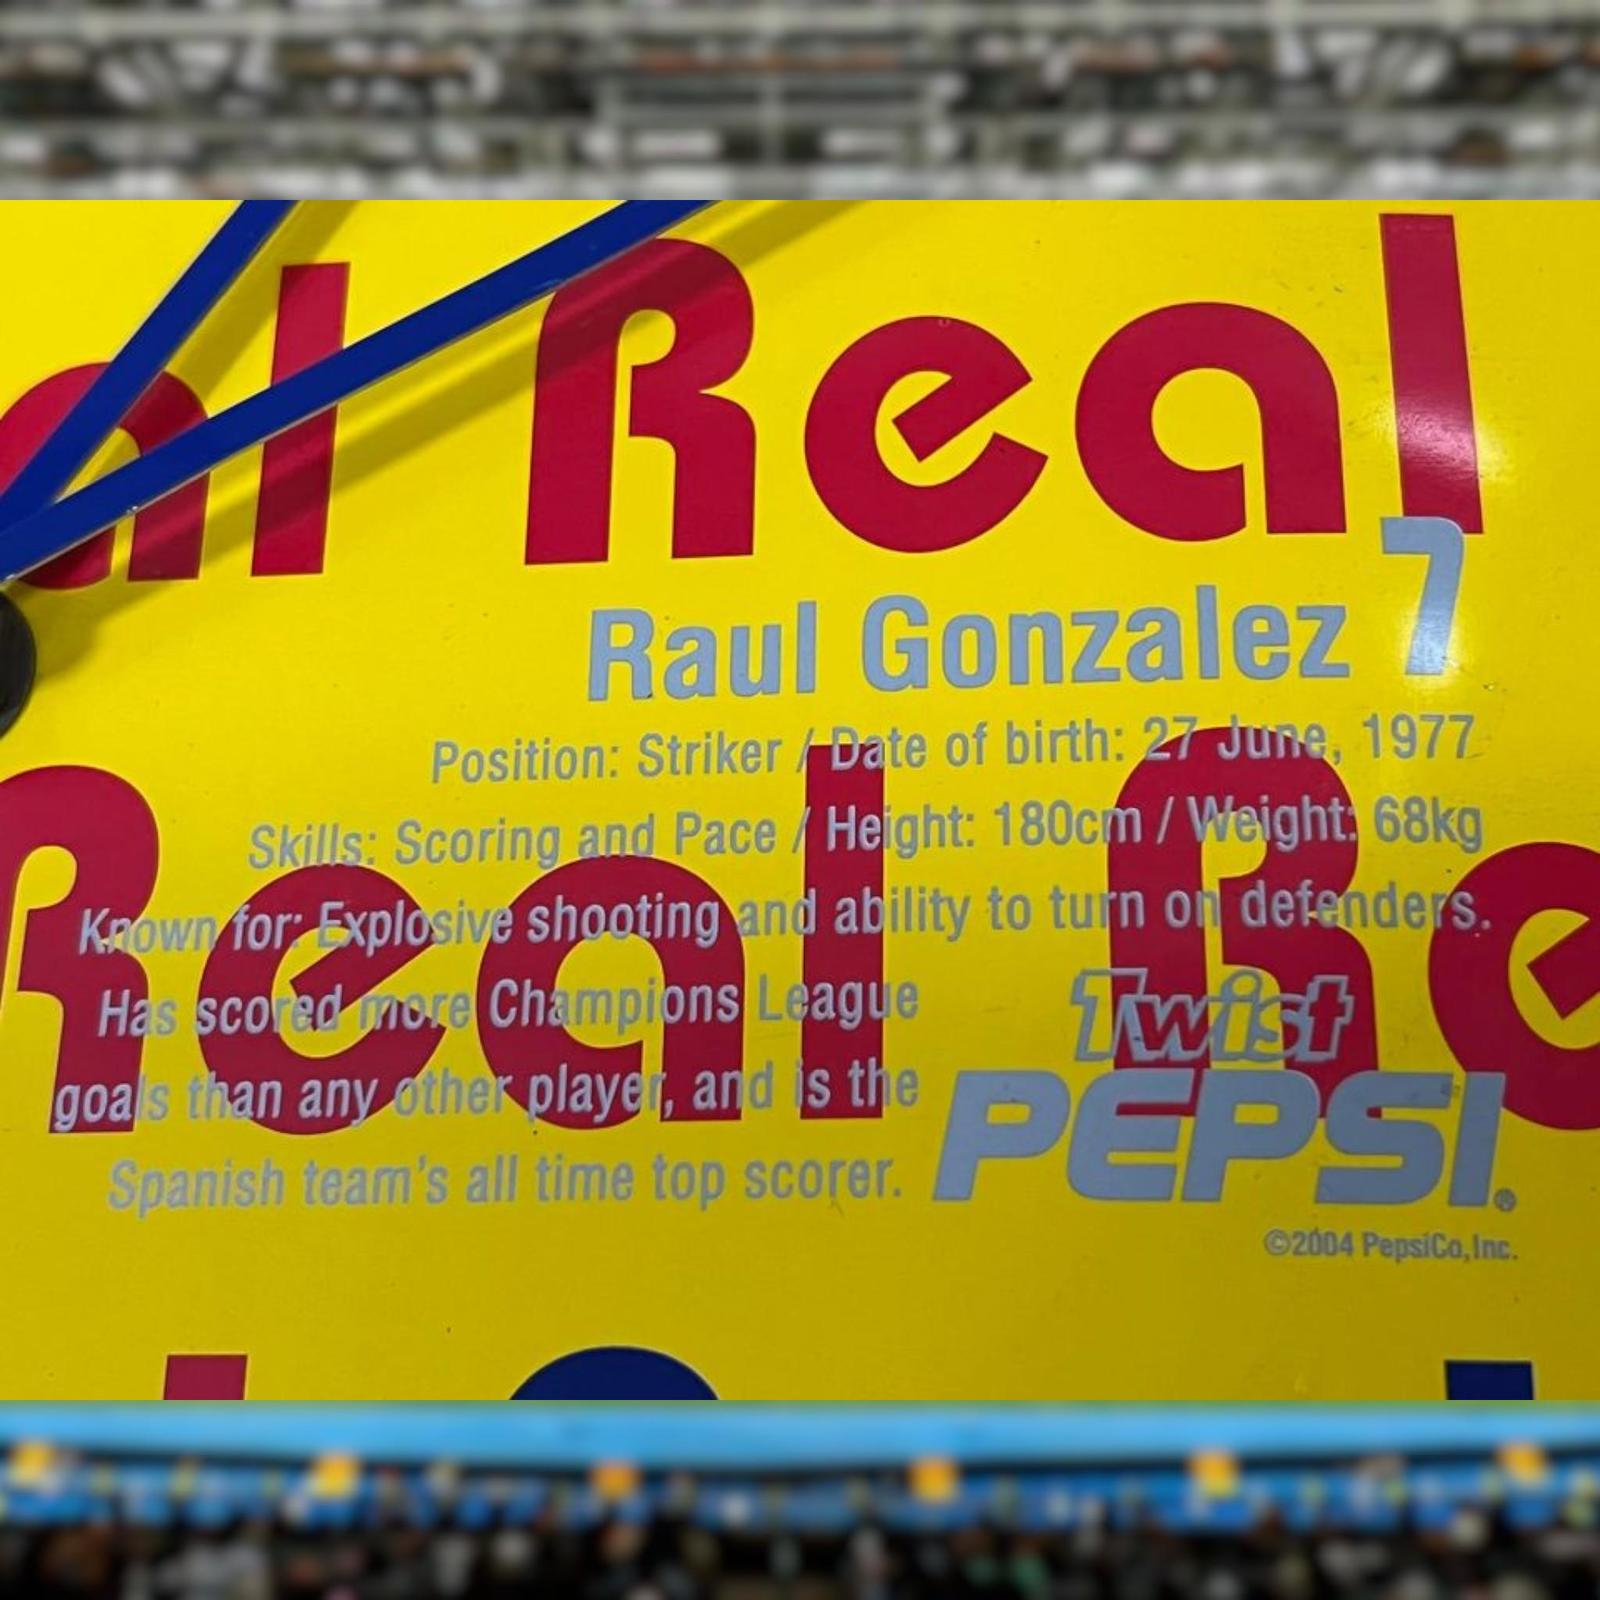 Real Real
7
Raul Gonzalez
Position: Striker / Date of birth: 27 June, 1977
Skills: Scoring and Pace / Height: 180cm / Weight: 68kg
Real Re
Known for: Explosive shooting and ability to turn on defenders.
Has scored more Champions League
goals than any other player, and is the
Spanish team's all time top scorer.
Twist
PEPSI®
©2004 PepsiCo, Inc.